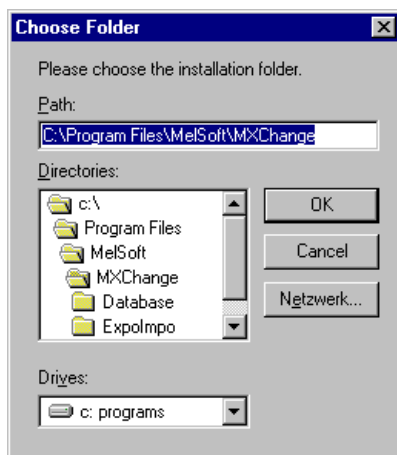 Choose Folder
Please choose the installation folder.
Path:
C:\Program Files\MelSoft\MXChange
Directories:
c:\
Program Files
MelSoft
MXChange
Database
ExpoImpo
OK
Cancel
Netzwerk...
Drives:
c: programs